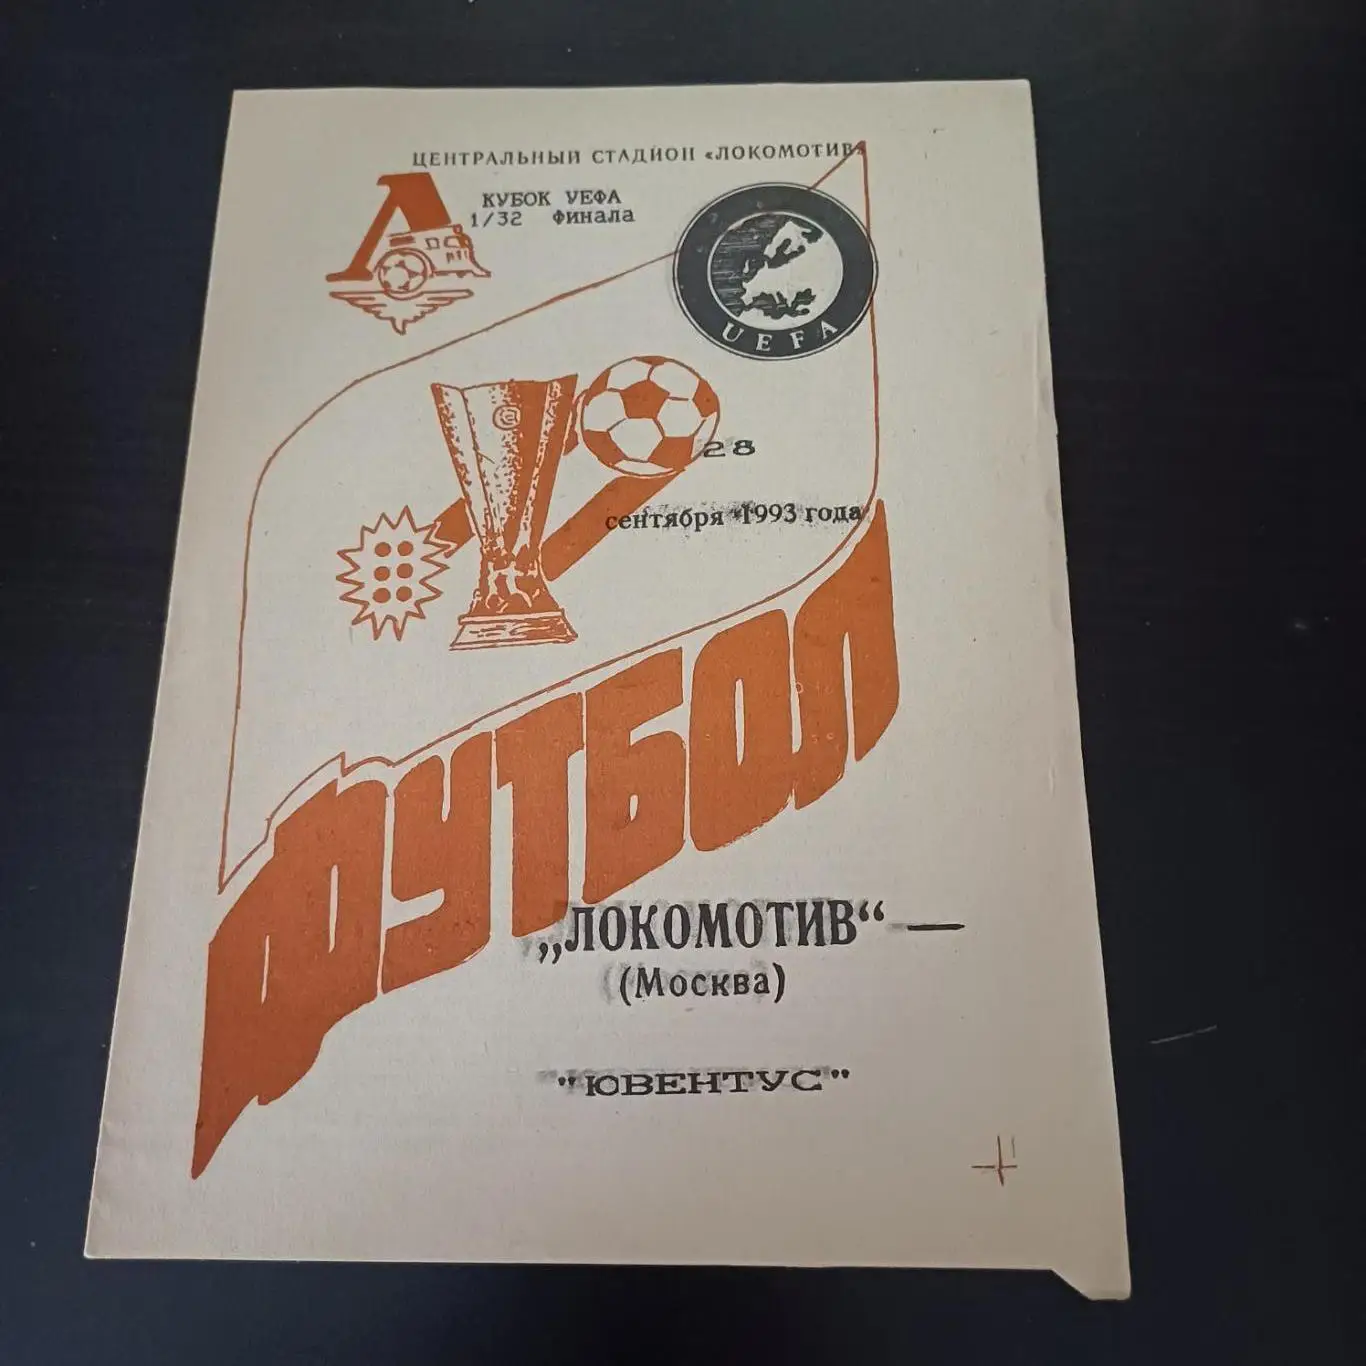 ЦЕНТРАЛЬНЫЙ СТАДИОН «ЛОКОМОТИВ»
КУБОК УЕФА
1/32 Финала
UEFA
28
сентября 1993 года
ФУТБОЛ
„ЛОКОМОТИВ“ —
(Москва)
"ЮВЕНТУС"